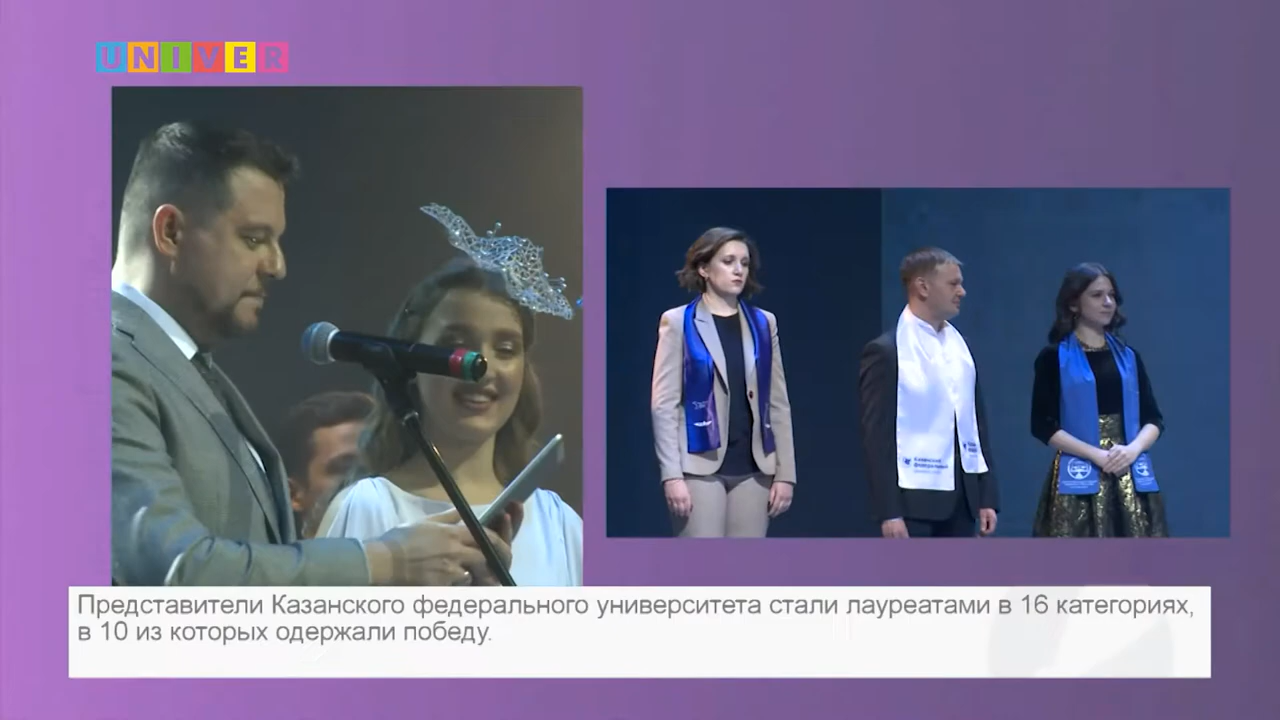 UNIVER
Представители Казанского федерального университета стали лауреатами в 16 категориях,
в 10 из которых одержали победу.